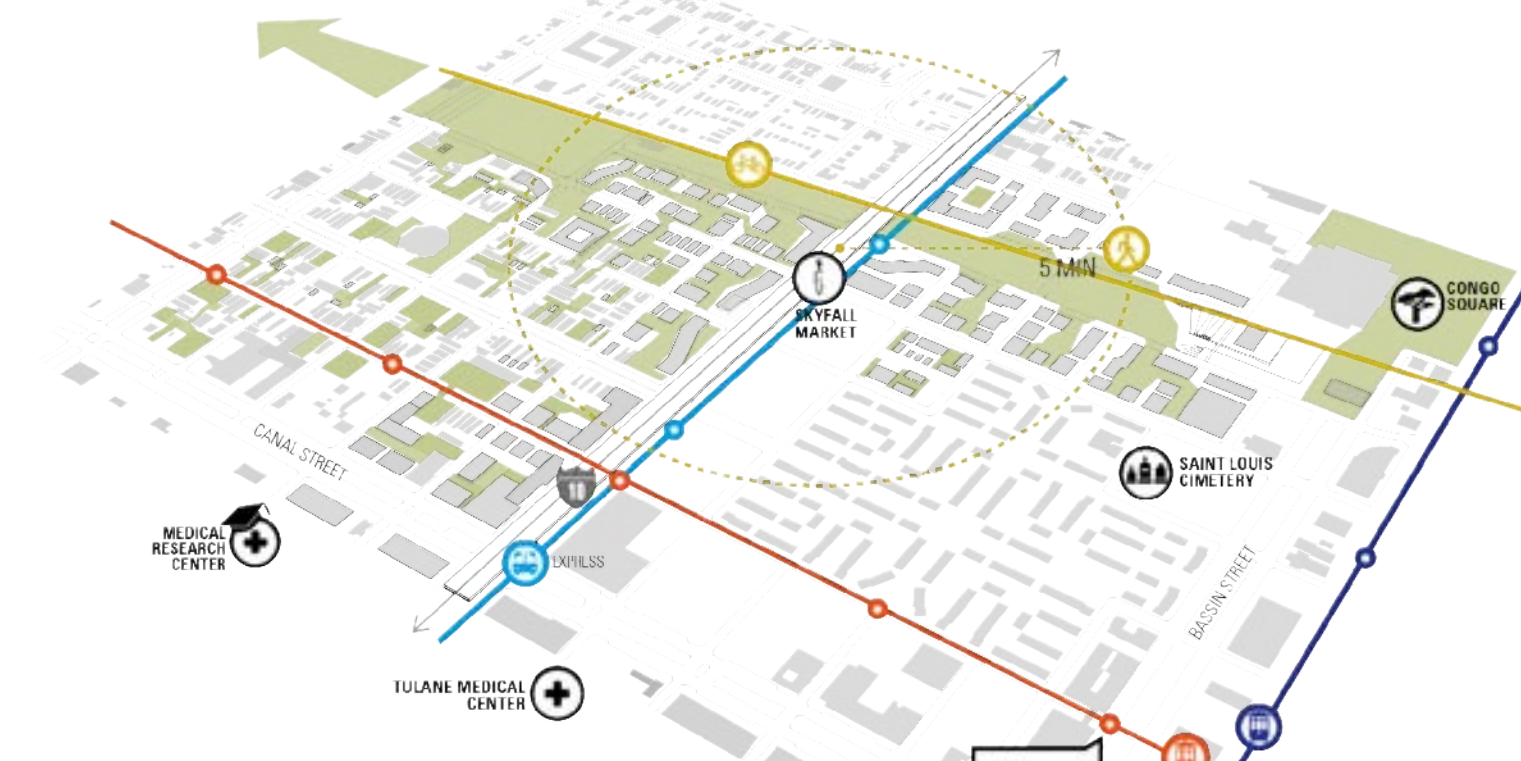 5 MIN
CONGO
SQUARE
SKYFALL
MARKET
CANAL STREET
SAINT LOUIS
CIMETERY
10
MEDICAL
RESEARCH
CENTER
EXPRESS
BASSIN STREET
TULANE MEDICAL
CENTER